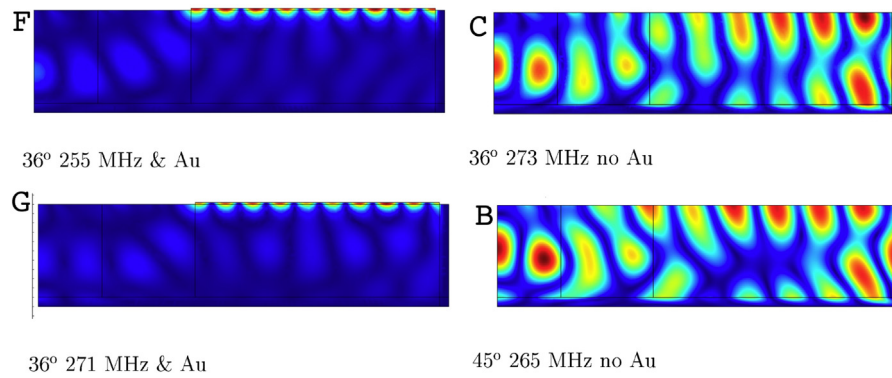 F
36º 255 MHz & Au
C
36º 273 MHz no Au
G
36º 271 MHz & Au
B
45º 265 MHz no Au